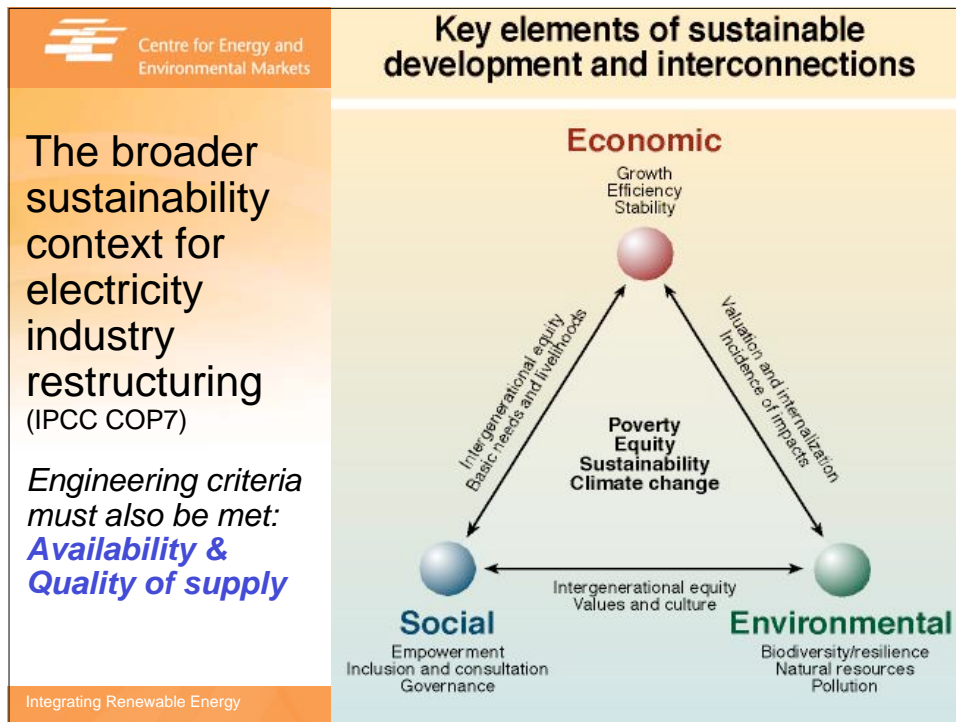 Centre for Energy and
Environmental Markets
The broader
sustainability
context for
electricity
industry
restructuring
(IPCC COP7)
Engineering criteria
must also be met:
Availability &
Quality of supply
Integrating Renewable Energy
Key elements of sustainable
development and interconnections
Economic
Growth
Efficiency
Stability
Intergenerational equity
Basic needs and livelihoods
Valuation and internalization
Incidence of impacts
Poverty
Equity
Sustainability
Climate change
Intergenerational equity
Values and culture
Social
Empowerment
Inclusion and consultation
Governance
Environmental
Biodiversity/resilience
Natural resources
Pollution